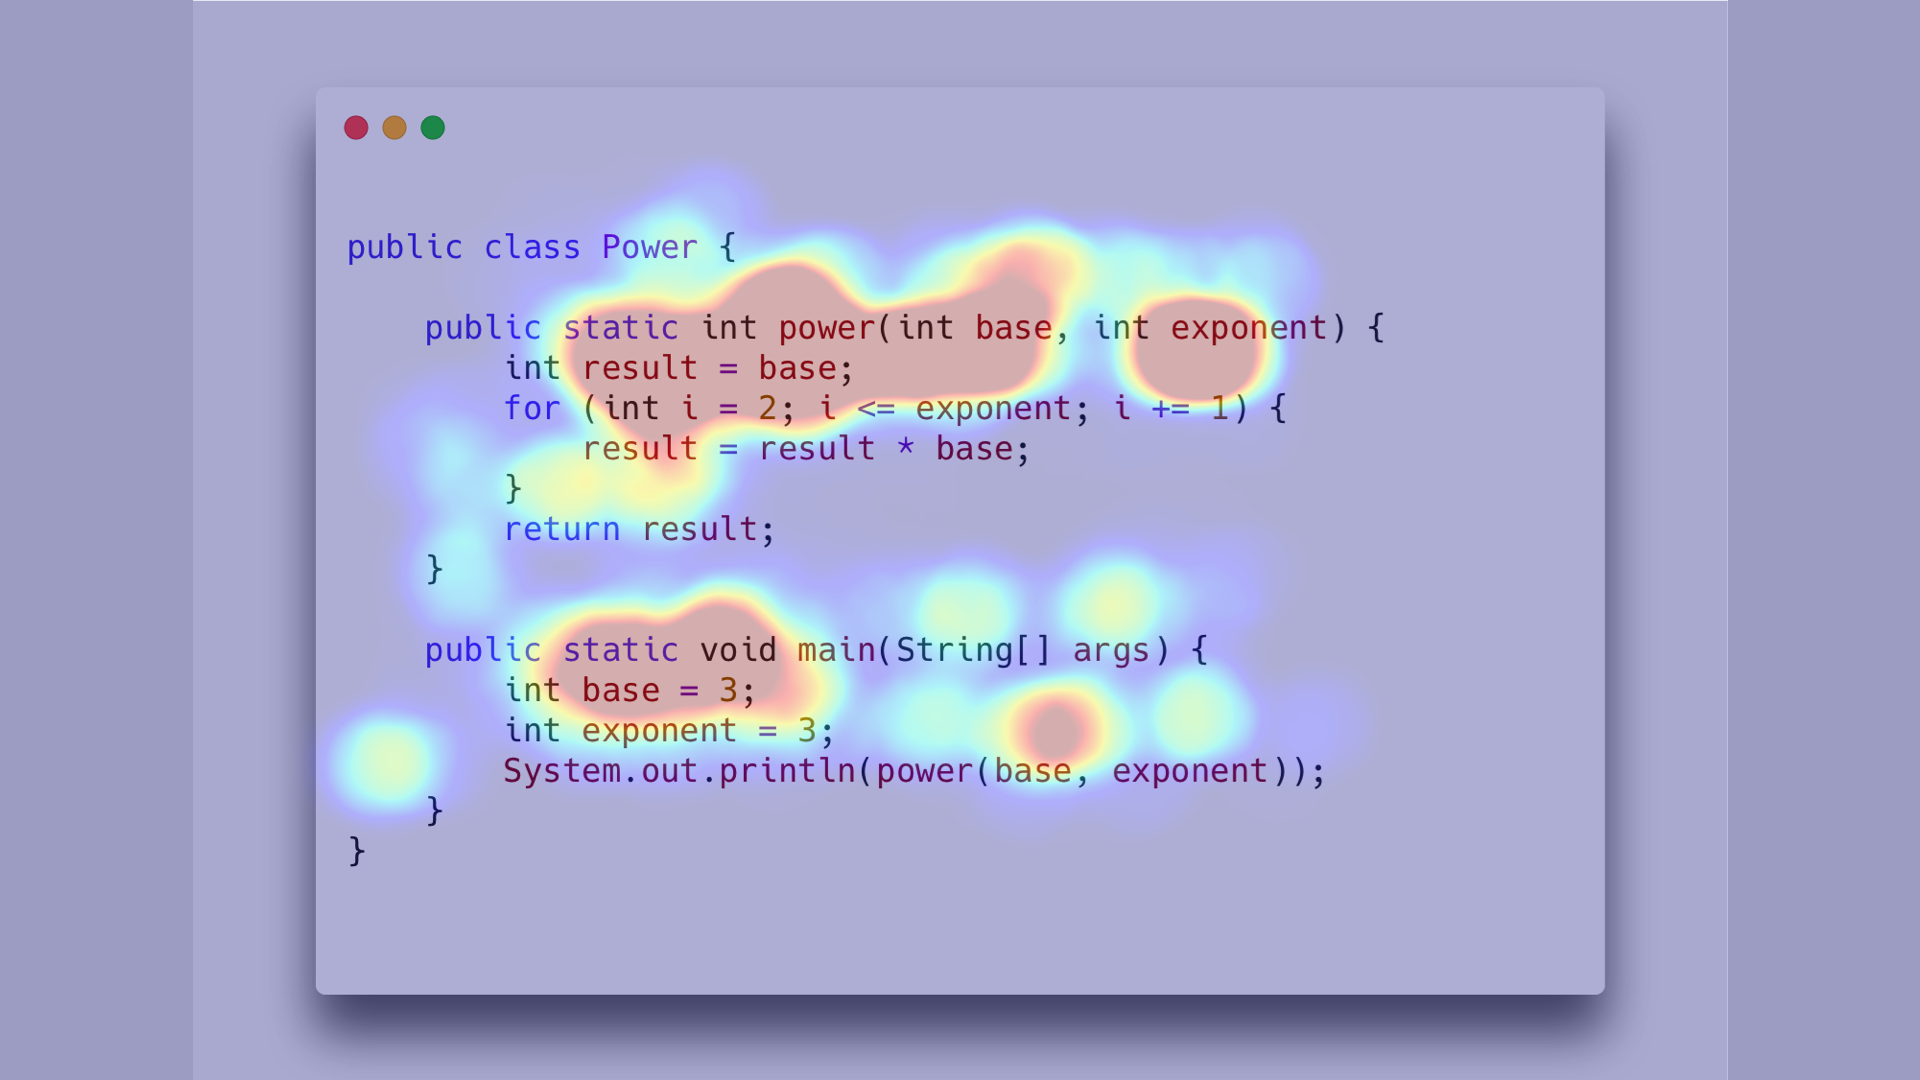 public class Power {
public static int power(int base, int exponent) {
int result = base;
for (int i = 2; i <= exponent; i += 1) {
result = result * base;
}
return result;
}
public static void main(String[] args) {
int base = 3;
int exponent = 3;
System.out.println(power(base, exponent));
}
}